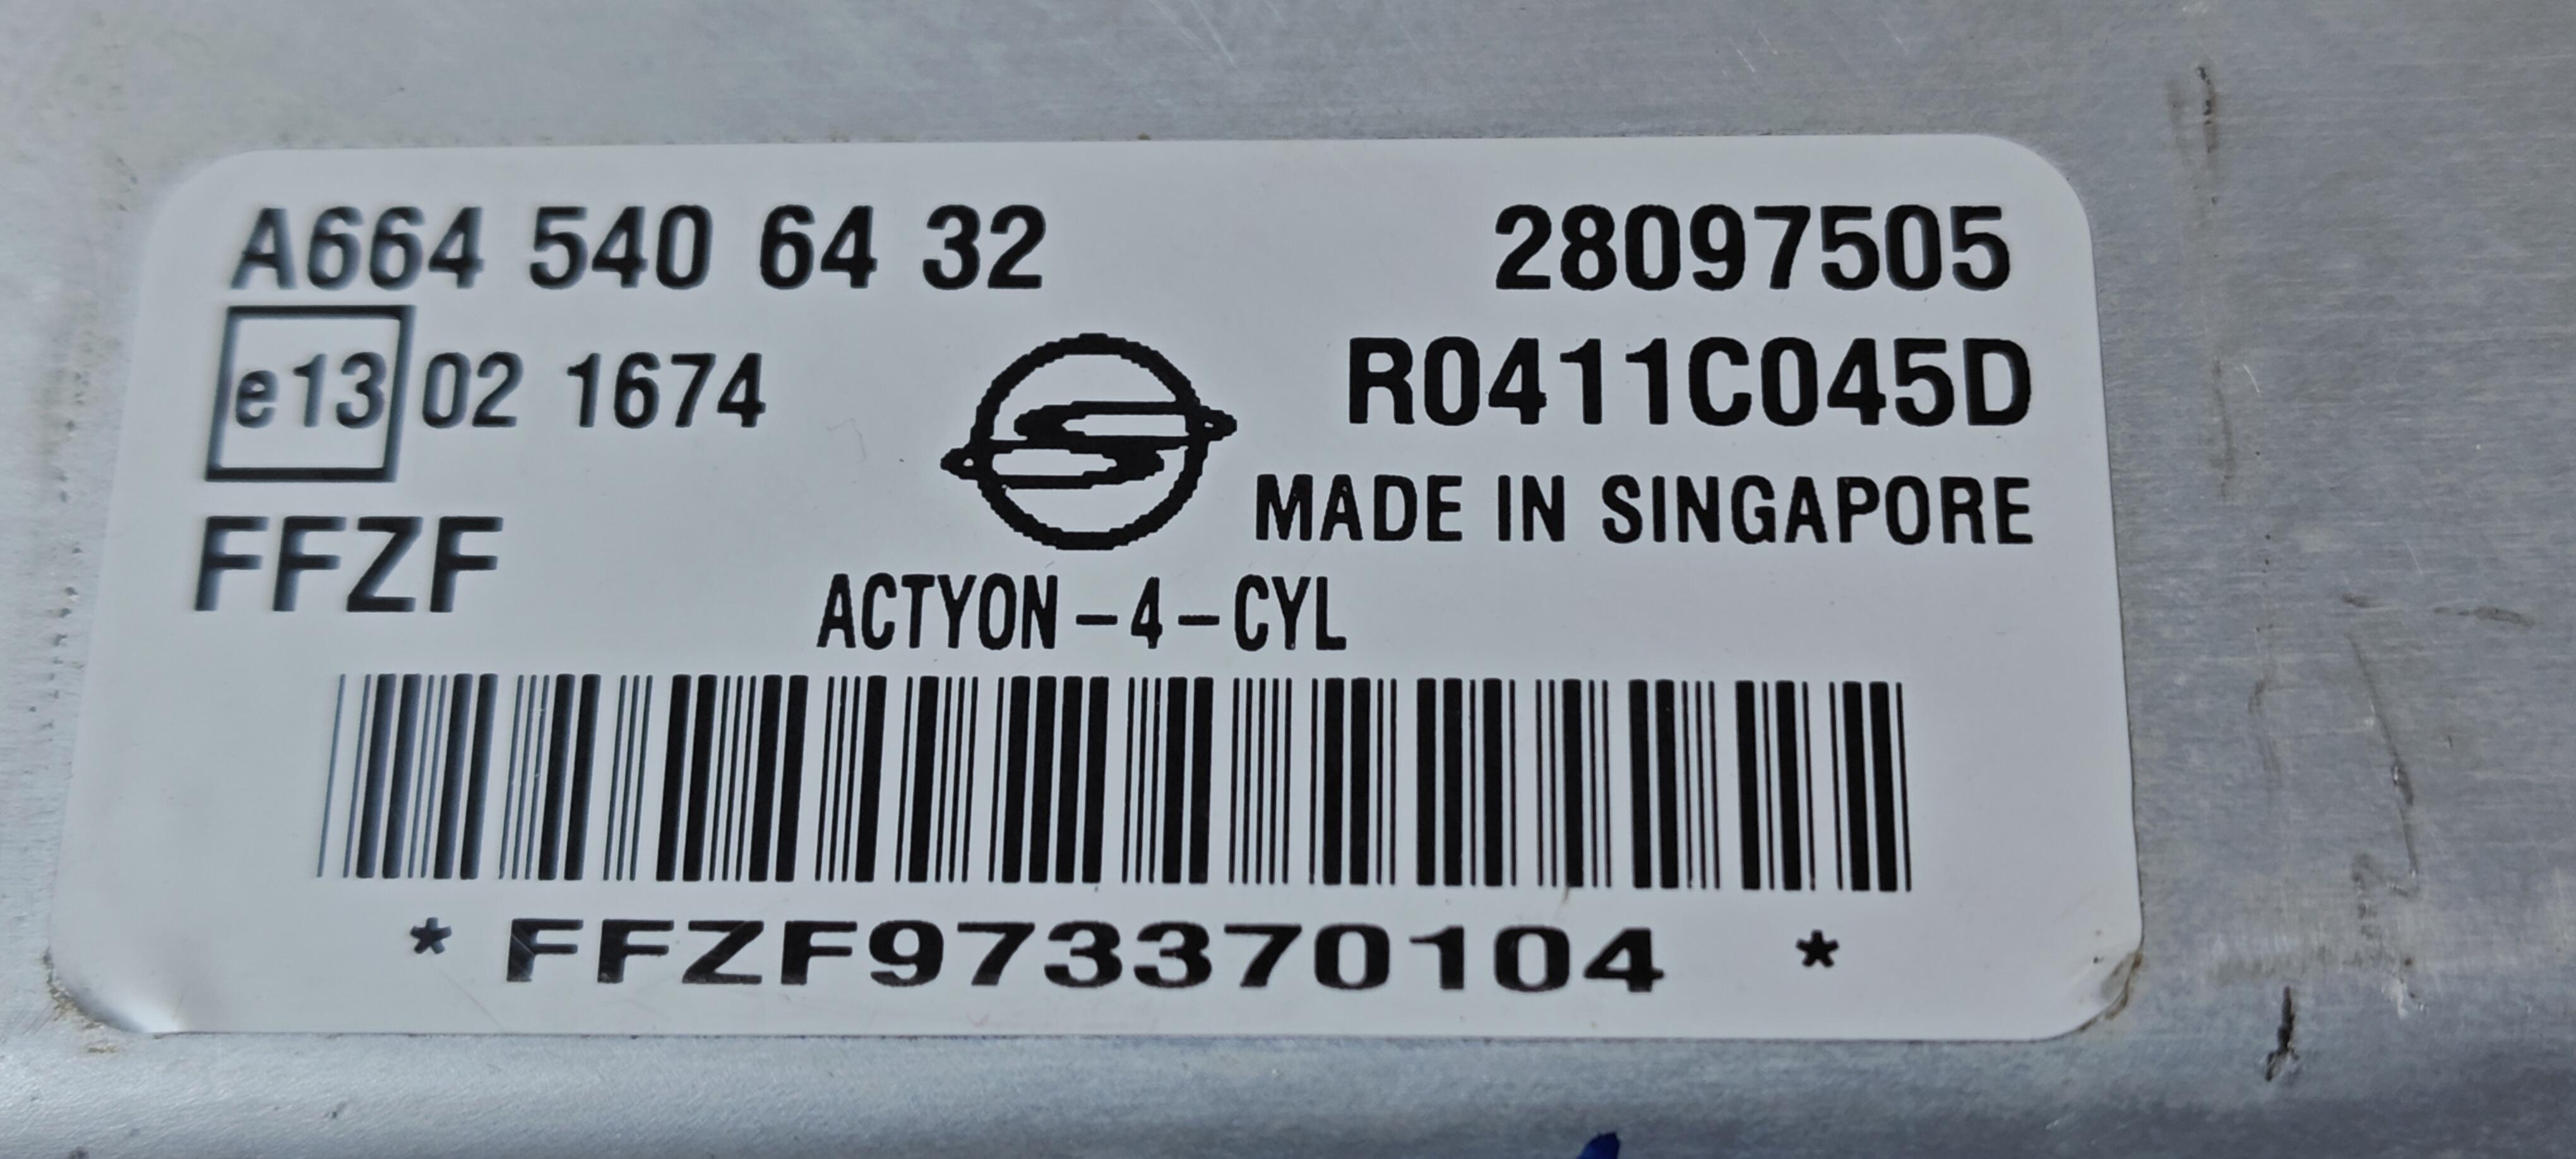 A664 540 64 32 28097505
e13 02 1674 R0411C045D
MADE IN SINGAPORE
FFZF
ACTYON-4-CYL
* FFZF973370104 *